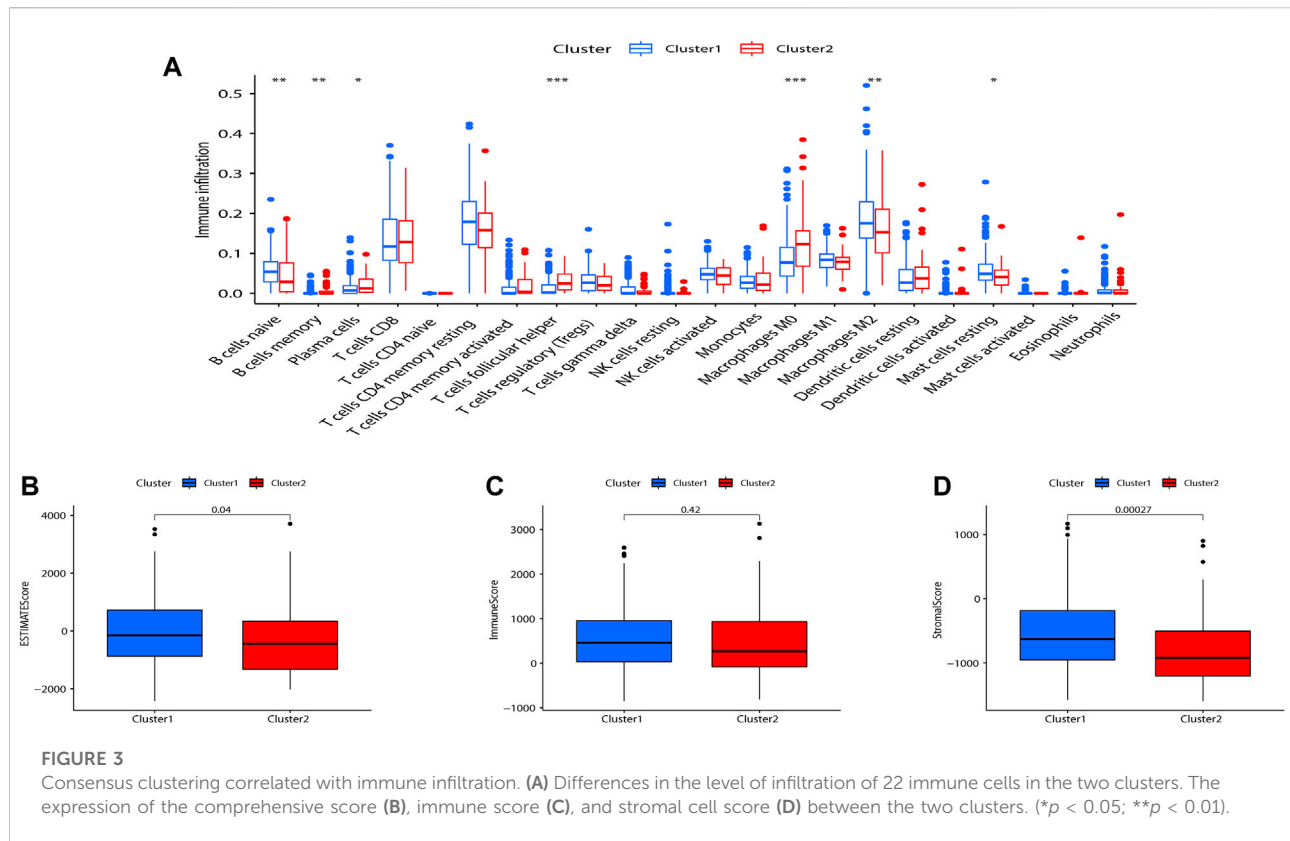 Cluster Cluster1 Cluster2
A
** ** * *** *** ** *
Immune infiltration
0.5
0.4
0.3
0.2
0.1
0.0
B cells naive
B cells memory
Plasma cells
T cells CD8
T cells CD4 naive
T cells CD4 memory resting
T cells CD4 memory activated
T cells follicular helper
T cells regulatory (Tregs)
T cells gamma delta
NK cells resting
NK cells activated
Monocytes
Macrophages M0
Macrophages M1
Macrophages M2
Dendritic cells resting
Dendritic cells activated
Mast cells resting
Mast cells activated
Eosinophils
Neutrophils
B
Cluster Cluster1 Cluster2
0.04
ESTIMATEScore
4000
2000
0
−2000
Cluster1 Cluster2
C
Cluster Cluster1 Cluster2
0.42
ImmuneScore
3000
2000
1000
0
−1000
Cluster1 Cluster2
D
Cluster Cluster1 Cluster2
0.00027
StromalScore
1000
0
−1000
Cluster1 Cluster2
FIGURE 3
Consensus clustering correlated with immune infiltration. (A) Differences in the level of infiltration of 22 immune cells in the two clusters. The
expression of the comprehensive score (B), immune score (C), and stromal cell score (D) between the two clusters. (*p < 0.05; **p < 0.01).